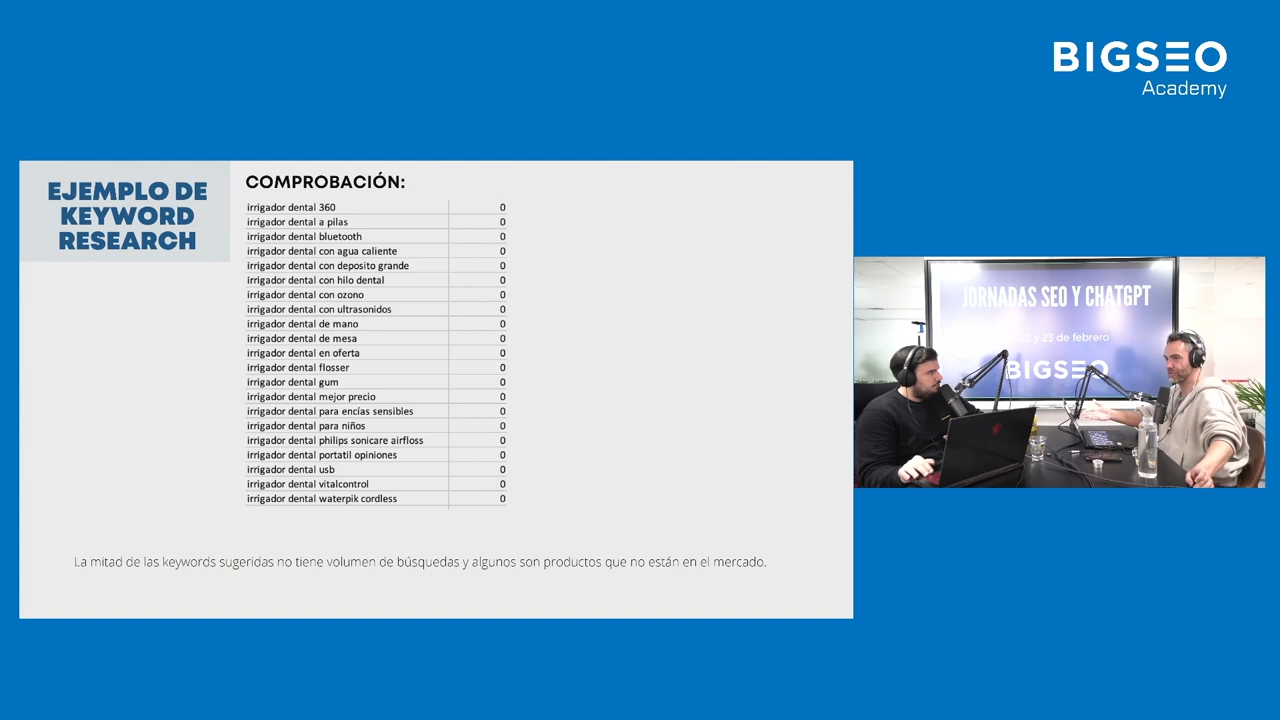 BIGSEO
Academy
EJEMPLO DE
KEYWORD
RESEARCH
COMPROBACIÓN:
irrigador dental 360 0
irrigador dental a pilas 0
irrigador dental bluetooth 0
irrigador dental con agua caliente 0
irrigador dental con deposito grande 0
irrigador dental con hilo dental 0
irrigador dental con ozono 0
irrigador dental con ultrasonidos 0
irrigador dental de mano 0
irrigador dental de mesa 0
irrigador dental en oferta 0
irrigador dental flosser 0
irrigador dental gum 0
irrigador dental mejor precio 0
irrigador dental para encías sensibles 0
irrigador dental para niños 0
irrigador dental philips sonicare airfloss 0
irrigador dental portatil opiniones 0
irrigador dental usb 0
irrigador dental vitalcontrol 0
irrigador dental waterpik cordless 0
La mitad de las keywords sugeridas no tiene volumen de búsquedas y algunos son productos que no están en el mercado.
JORNADAS SEO Y CHATGPT
22 y 23 de febrero
BIGSEO